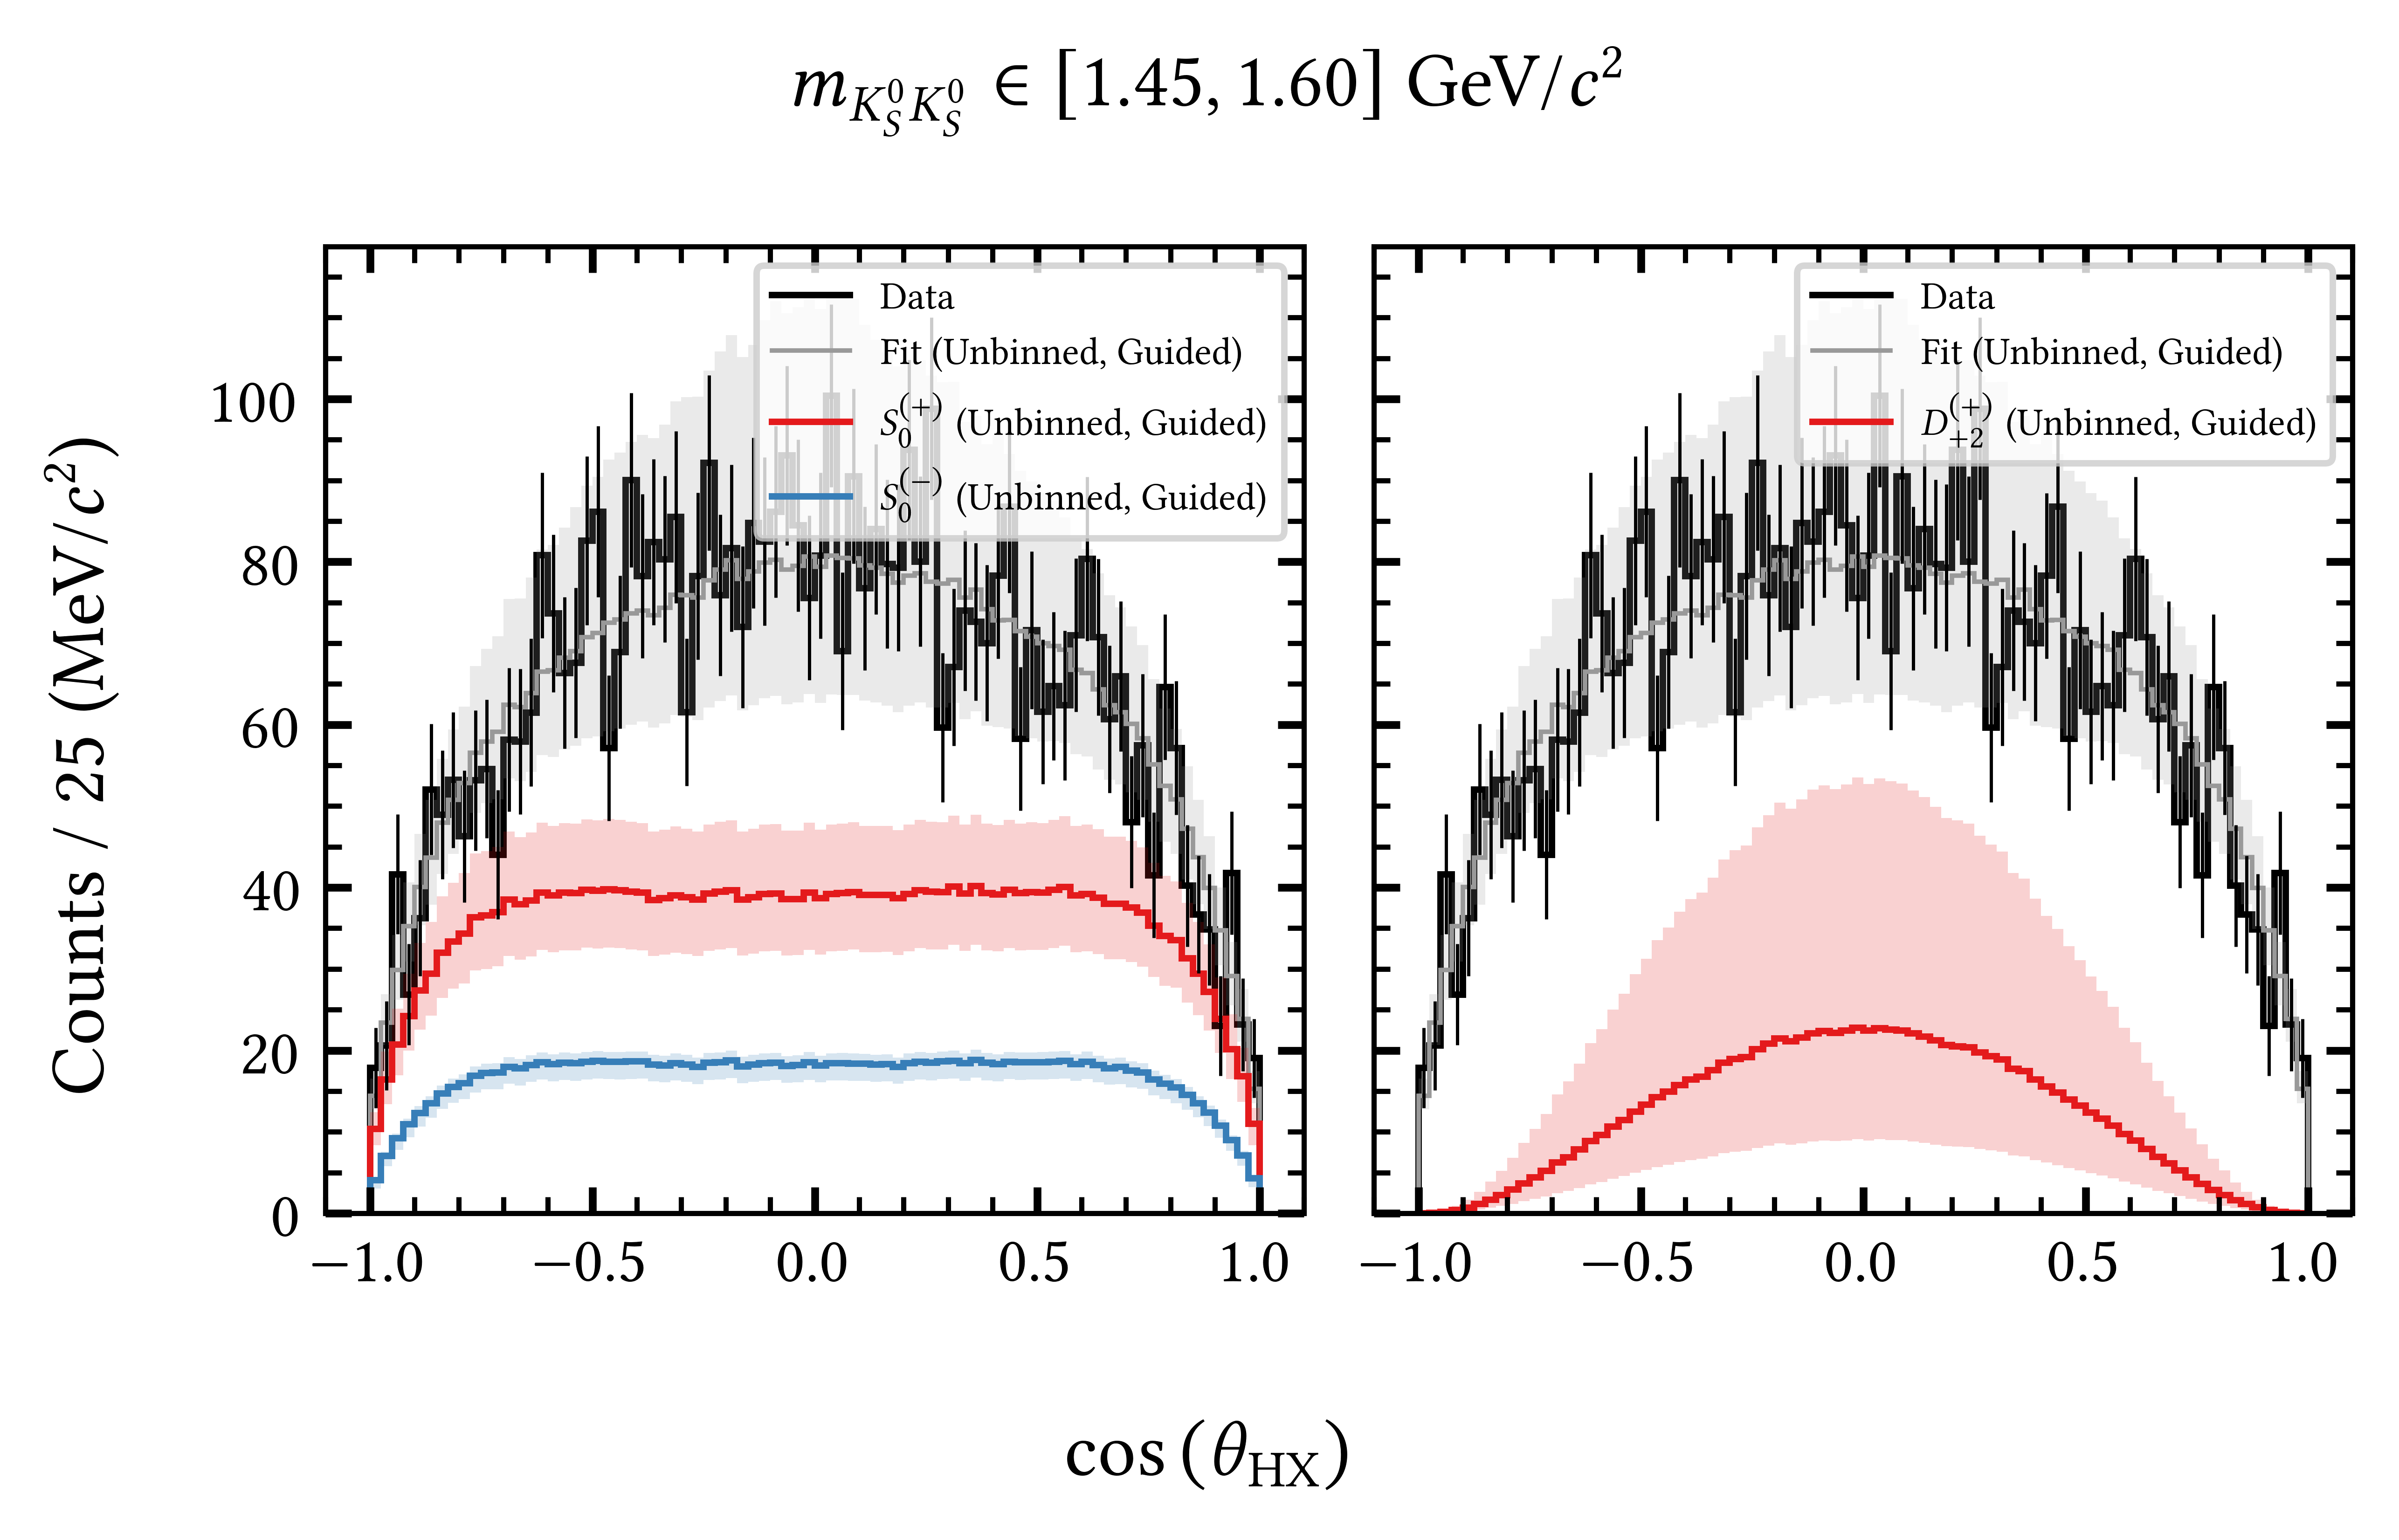 m_{K_S^0 K_S^0} ∈ [1.45, 1.60] GeV/c²
Counts / 25 (MeV/c²)
100
80
60
40
20
0
Data
Fit (Unbinned, Guided)
S_0^{(+)} (Unbinned, Guided)
S_0^{(−)} (Unbinned, Guided)
−1.0 −0.5 0.0 0.5 1.0
Data
Fit (Unbinned, Guided)
D_{+2}^{(+)} (Unbinned, Guided)
−1.0 −0.5 0.0 0.5 1.0
cos (θ_{HX})